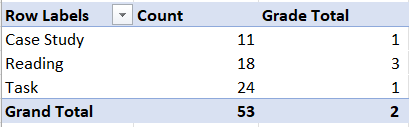 Row Labels Count Grade Total
Case Study 11 1
Reading 18 3
Task 24 1
Grand Total 53 2